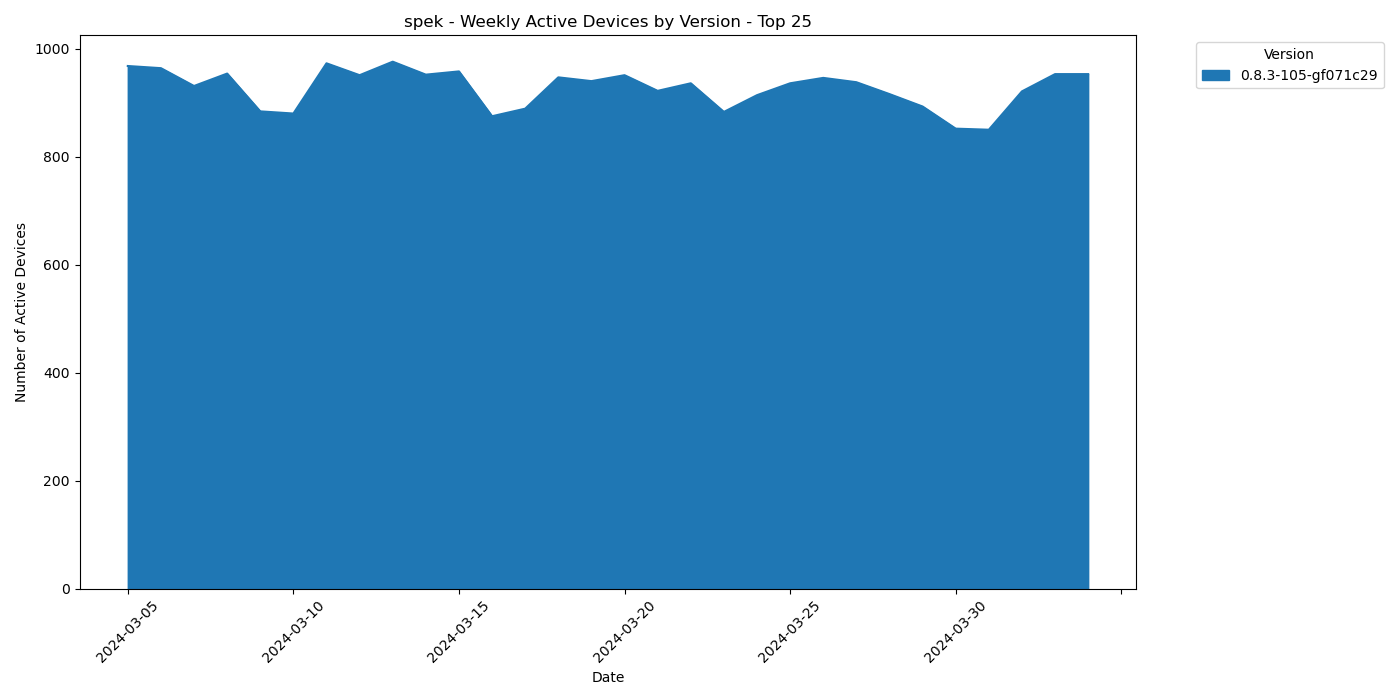 spek - Weekly Active Devices by Version - Top 25
Version
0.8.3-105-gf071c29
Number of Active Devices
1000
800
600
400
200
0
2024-03-05
2024-03-10
2024-03-15
2024-03-20
2024-03-25
2024-03-30
Date